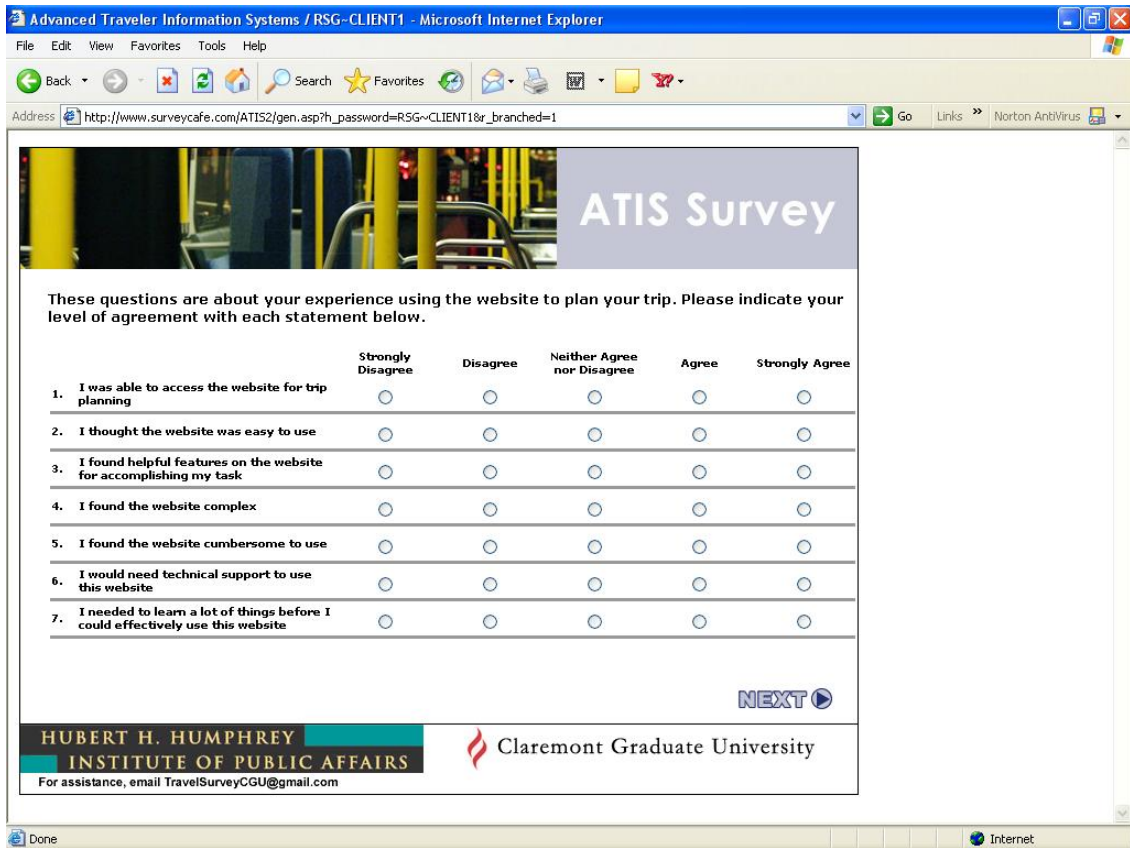 Advanced Traveler Information Systems / RSG~CLIENT1 - Microsoft Internet Explorer
File Edit View Favorites Tools Help
Back Search Favorites
Address http://www.surveycafe.com/ATIS2/gen.asp?h_password=RSG~CLIENT1&r_branched=1 Go Links » Norton AntiVirus
ATIS Survey
These questions are about your experience using the website to plan your trip. Please indicate your
level of agreement with each statement below.
Strongly
Disagree
Disagree
Neither Agree
nor Disagree
Agree
Strongly Agree
1. I was able to access the website for trip
planning
2. I thought the website was easy to use
3. I found helpful features on the website
for accomplishing my task
4. I found the website complex
5. I found the website cumbersome to use
6. I would need technical support to use
this website
7. I needed to learn a lot of things before I
could effectively use this website
NEXT
HUBERT H. HUMPHREY
INSTITUTE OF PUBLIC AFFAIRS
Claremont Graduate University
For assistance, email TravelSurveyCGU@gmail.com
Done Internet